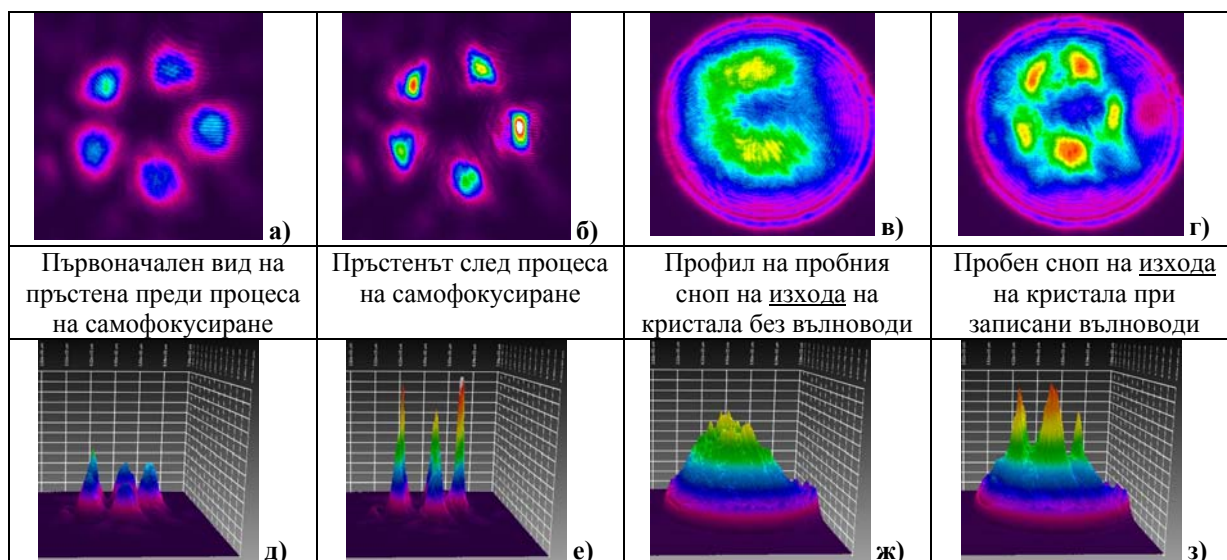 а)
б)
в)
г)
Първоначален вид на
пръстена преди процеса
на самофокусиране
Пръстенът след процеса
на самофокусиране
Профил на пробния
сноп на изхода на
кристала без вълноводи
Пробен сноп на изхода
на кристала при
записани вълноводи
д)
е)
ж)
з)